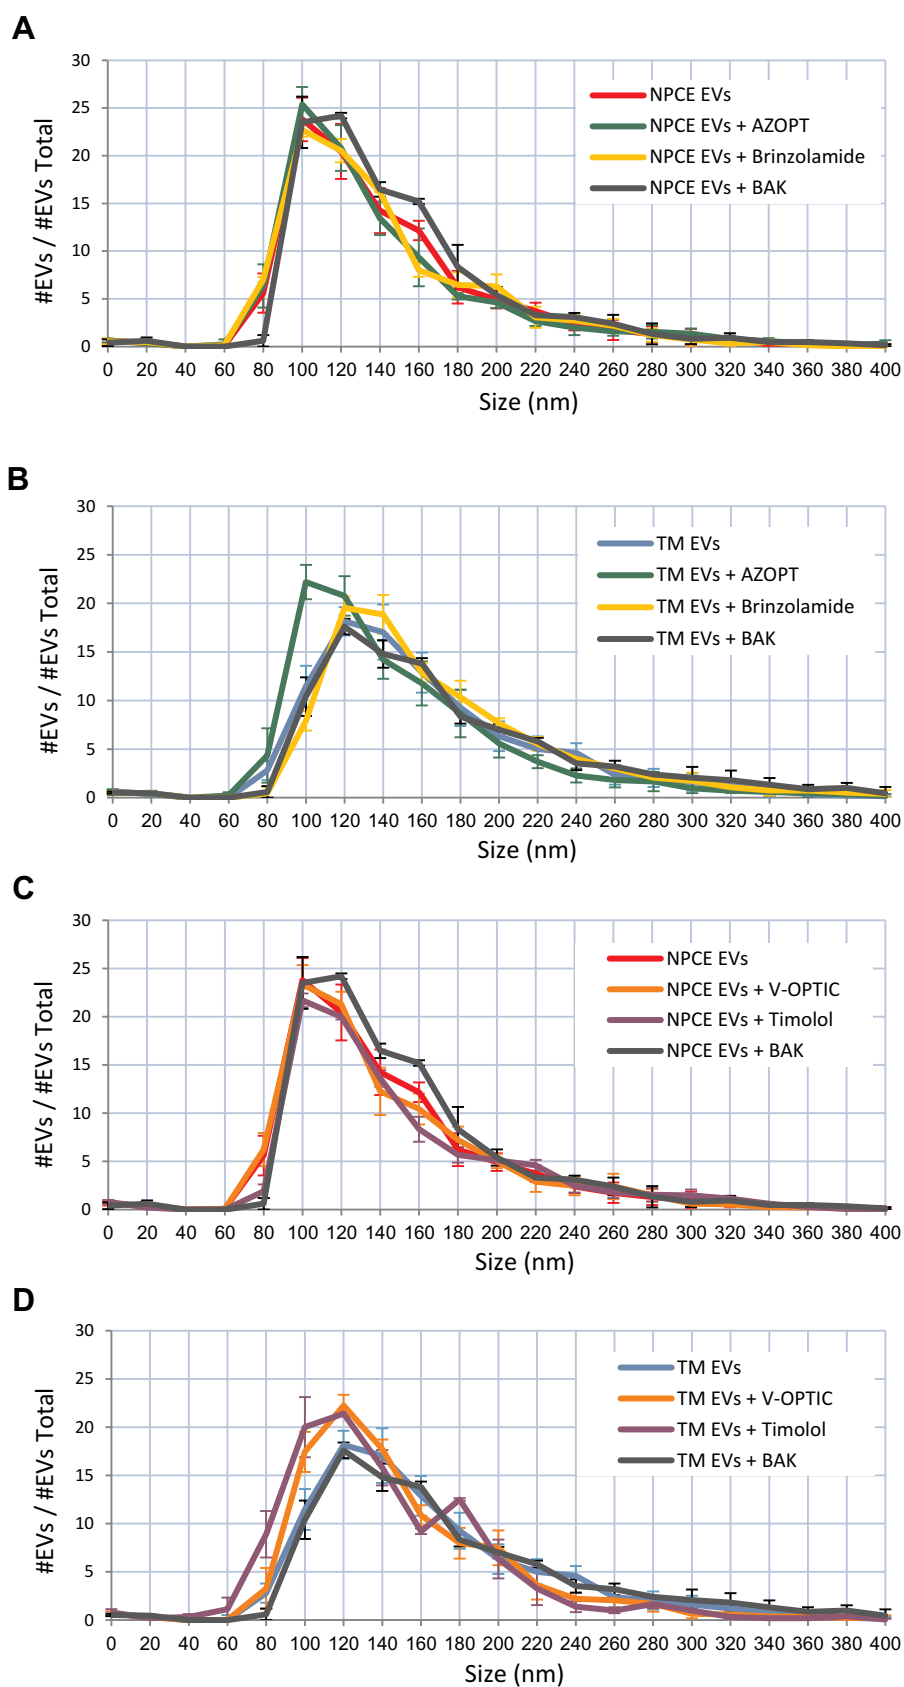 A
#EVs / #EVs Total
30
25
20
15
10
5
0
NPCE EVs
NPCE EVs + AZOPT
NPCE EVs + Brinzolamide
NPCE EVs + BAK
0 20 40 60 80 100 120 140 160 180 200 220 240 260 280 300 320 340 360 380 400
Size (nm)
B
#EVs / #EVs Total
30
25
20
15
10
5
0
TM EVs
TM EVs + AZOPT
TM EVs + Brinzolamide
TM EVs + BAK
0 20 40 60 80 100 120 140 160 180 200 220 240 260 280 300 320 340 360 380 400
Size (nm)
C
#EVs / #EVs Total
30
25
20
15
10
5
0
NPCE EVs
NPCE EVs + V-OPTIC
NPCE EVs + Timolol
NPCE EVs + BAK
0 20 40 60 80 100 120 140 160 180 200 220 240 260 280 300 320 340 360 380 400
Size (nm)
D
#EVs / #EVs Total
30
25
20
15
10
5
0
TM EVs
TM EVs + V-OPTIC
TM EVs + Timolol
TM EVs + BAK
0 20 40 60 80 100 120 140 160 180 200 220 240 260 280 300 320 340 360 380 400
Size (nm)